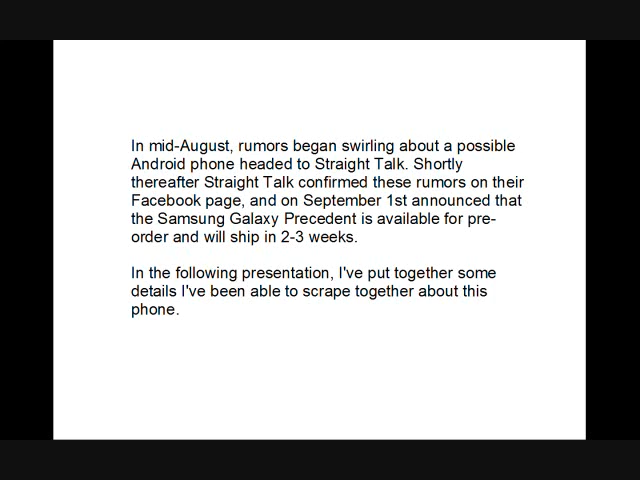 In mid-August, rumors began swirling about a possible
Android phone headed to Straight Talk. Shortly
thereafter Straight Talk confirmed these rumors on their
Facebook page, and on September 1st announced that
the Samsung Galaxy Precedent is available for pre-
order and will ship in 2-3 weeks.
In the following presentation, I've put together some
details I've been able to scrape together about this
phone.